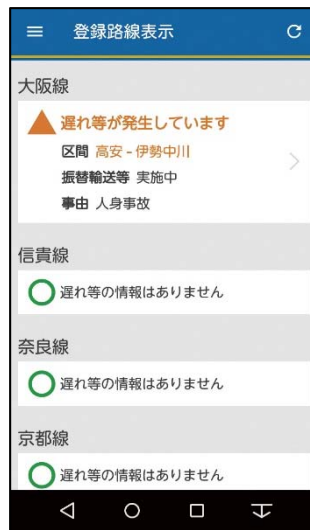 登録路線表示
大阪線
遅れ等が発生しています
区間 高安 - 伊勢中川
振替輸送等 実施中
事由 人身事故
信貴線
遅れ等の情報はありません
奈良線
遅れ等の情報はありません
京都線
遅れ等の情報はありません